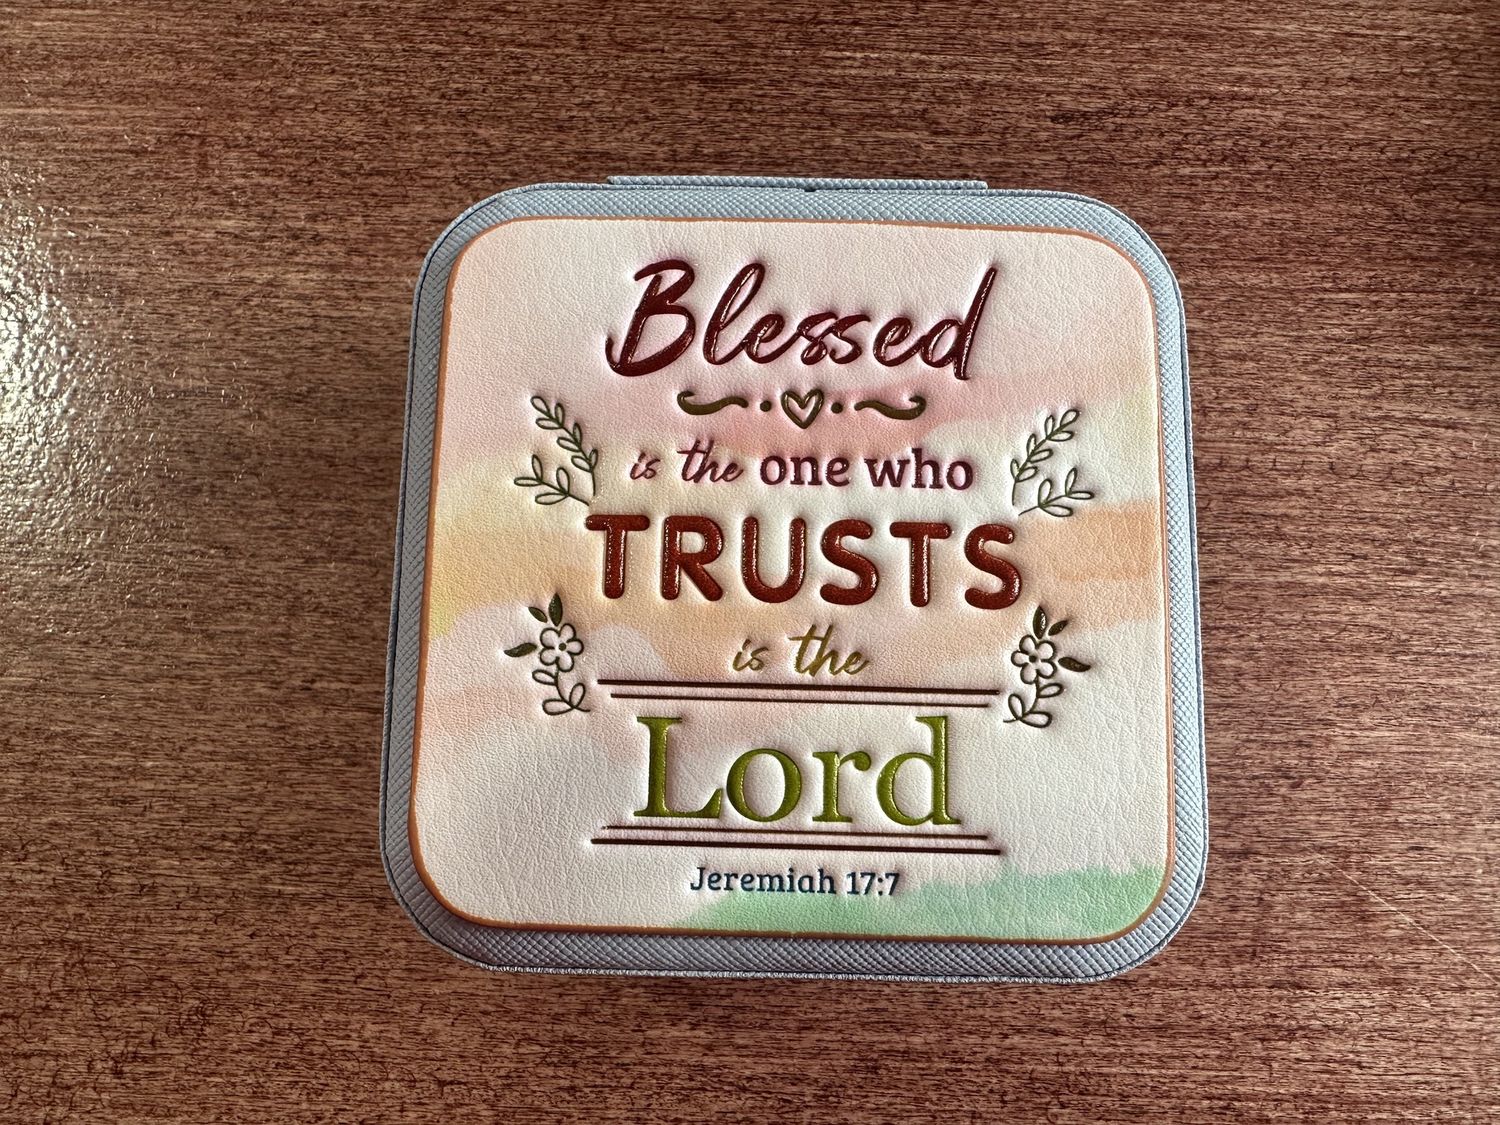 Blessed
is the one who
TRUSTS
is the
Lord
Jeremiah 17:7